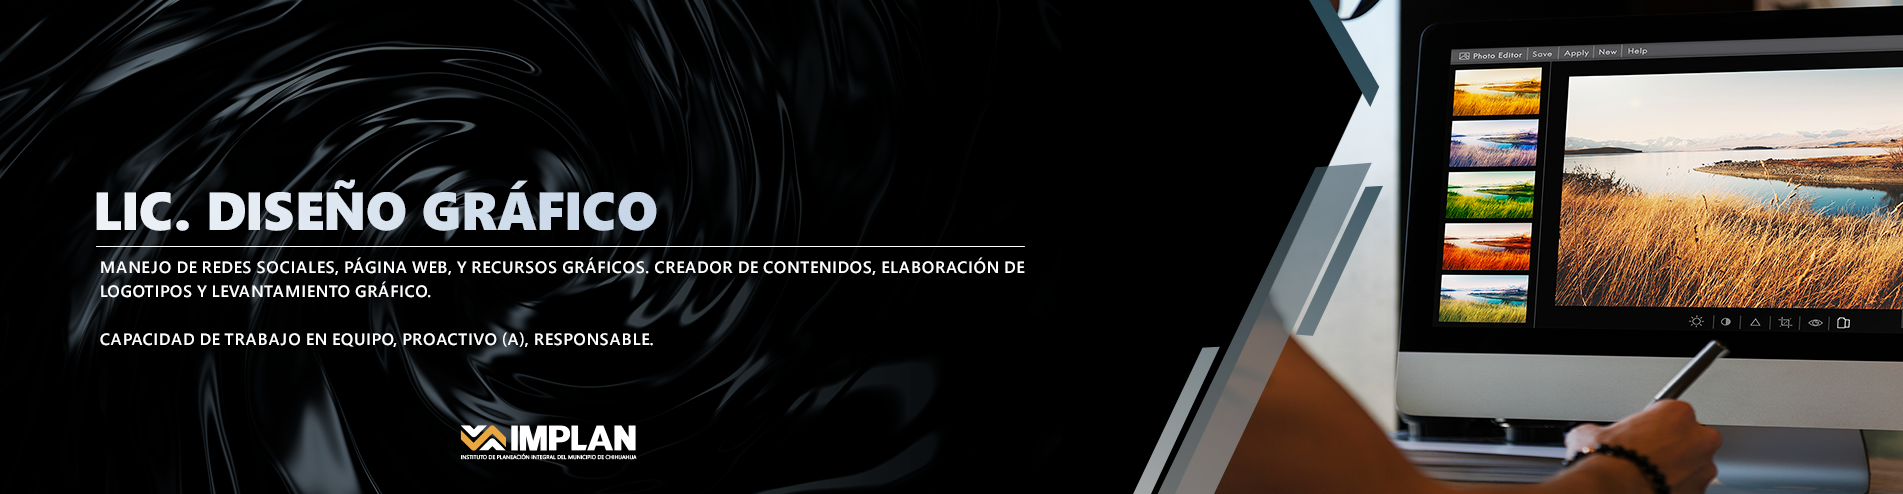 LIC. DISEÑO GRÁFICO
MANEJO DE REDES SOCIALES, PÁGINA WEB, Y RECURSOS GRÁFICOS. CREADOR DE CONTENIDOS, ELABORACIÓN DE
LOGOTIPOS Y LEVANTAMIENTO GRÁFICO.
CAPACIDAD DE TRABAJO EN EQUIPO, PROACTIVO (A), RESPONSABLE.
IMPLAN
INSTITUTO DE PLANEACIÓN INTEGRAL DEL MUNICIPIO DE CHIHUAHUA
Photo Editor Save Apply New Help